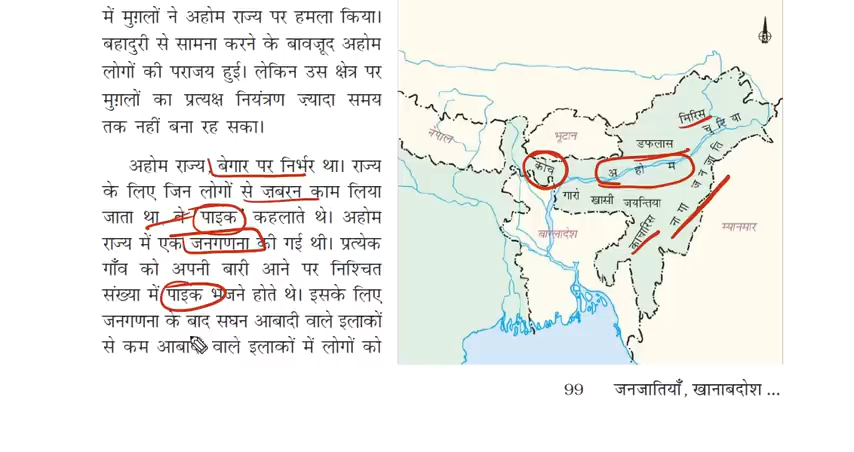 में मुग़लों ने अहोम राज्य पर हमला किया।
बहादुरी से सामना करने के बावजूद अहोम
लोगों की पराजय हुई। लेकिन उस क्षेत्र पर
मुग़लों का प्रत्यक्ष नियंत्रण ज़्यादा समय
तक नहीं बना रह सका।
अहोम राज्य, बेगार पर निर्भर था। राज्य
के लिए जिन लोगों से ज़बरन काम लिया
जाता था वे पाइक कहलाते थे। अहोम
राज्य में एक जनगणना की गई थी। प्रत्येक
गाँव को अपनी बारी आने पर निश्चित
संख्या में पाइक भेजने होते थे। इसके लिए
जनगणना के बाद सघन आबादी वाले इलाकों
से कम आबादी वाले इलाकों में लोगों को
नेपाल
भूटान
मिरिस
चुटिया
डफलास
कोच
अहोम
नागा जनजाति
गारो खासी जयन्तिया
काचारिस
बांग्लादेश
म्यानमार
99 जनजातियाँ, खानाबदोश ...